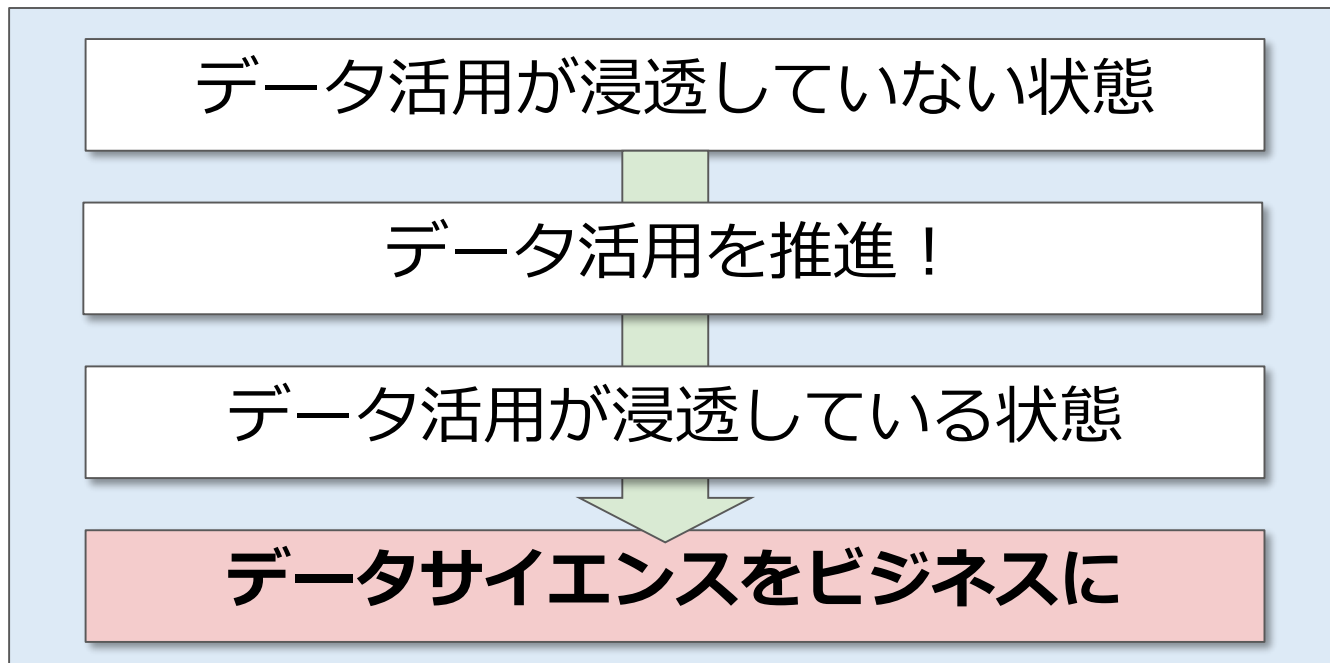 データ活用が浸透していない状態
データ活用を推進！
データ活用が浸透している状態
データサイエンスをビジネスに